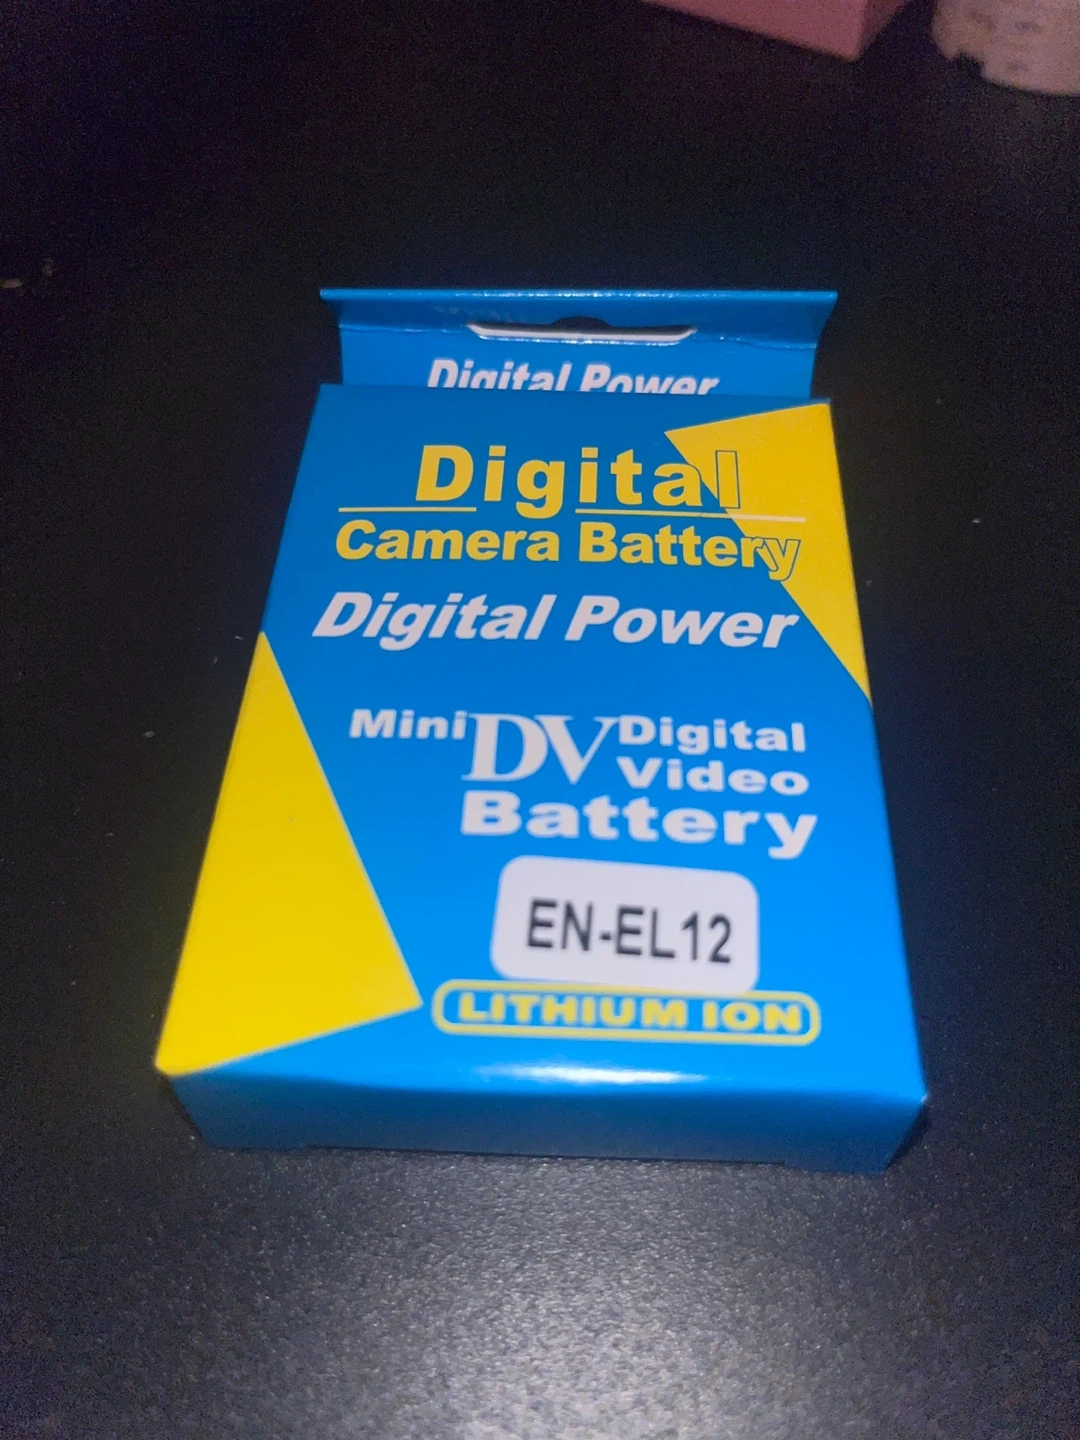 Digital Power
Digital
Camera Battery
Digital Power
Mini DV Digital
Video
Battery
EN-EL12
LITHIUM ION